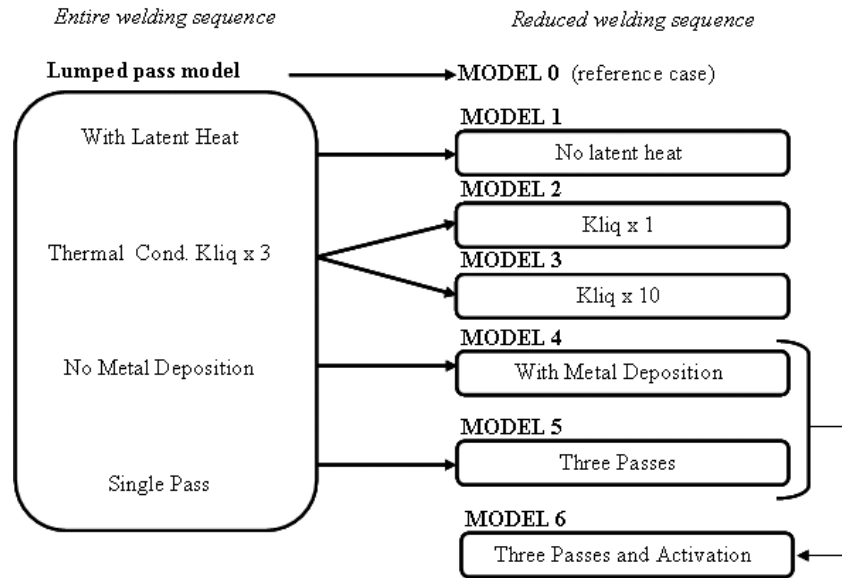 Entire welding sequence
Reduced welding sequence
Lumped pass model
MODEL 0 (reference case)
With Latent Heat
MODEL 1
No latent heat
Thermal Cond. Kliq x 3
MODEL 2
Kliq x 1
MODEL 3
Kliq x 10
No Metal Deposition
MODEL 4
With Metal Deposition
Single Pass
MODEL 5
Three Passes
MODEL 6
Three Passes and Activation